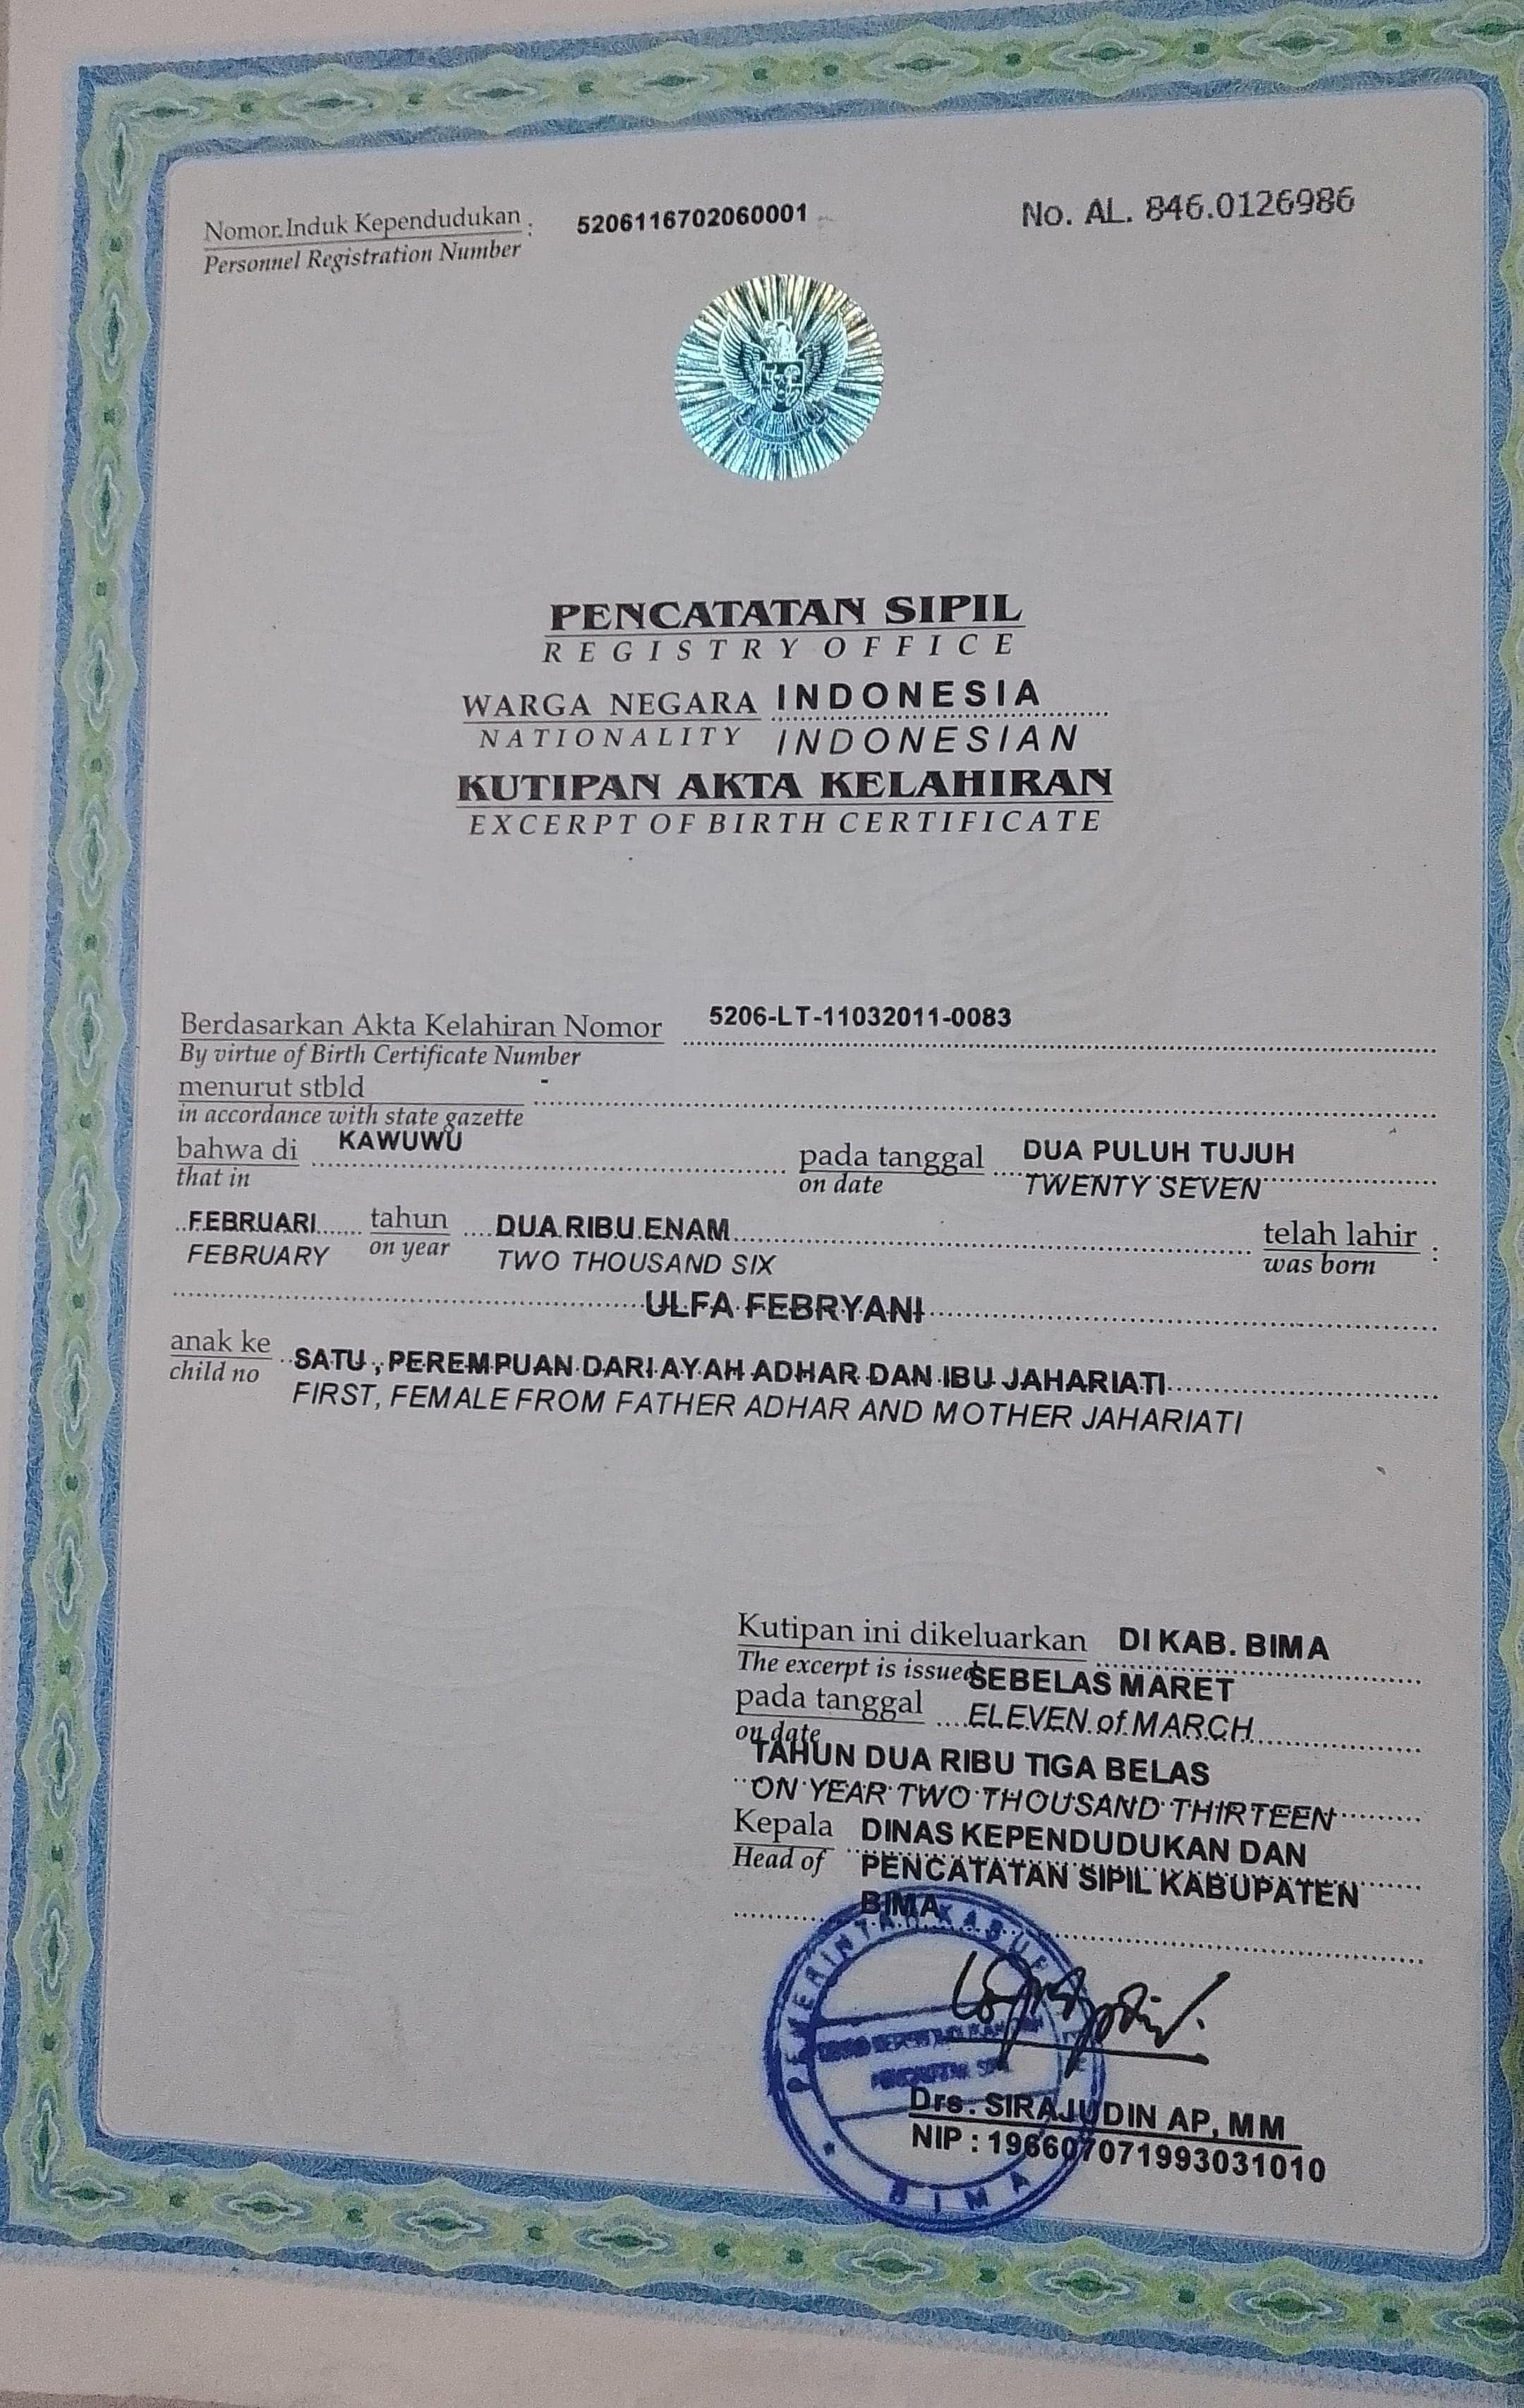 Nomor Induk Kependudukan : 5206116702060001 No. AL. 846.0126986
Personnel Registration Number
PENCATATAN SIPIL
REGISTRY OFFICE
WARGA NEGARA INDONESIA
NATIONALITY INDONESIAN
KUTIPAN AKTA KELAHIRAN
EXCERPT OF BIRTH CERTIFICATE
Berdasarkan Akta Kelahiran Nomor 5206-LT-11032011-0083
By virtue of Birth Certificate Number
menurut stbld -
in accordance with state gazette
bahwa di KAWUWU pada tanggal DUA PULUH TUJUH
that in on date TWENTY SEVEN
FEBRUARI tahun DUA RIBU ENAM telah lahir :
FEBRUARY on year TWO THOUSAND SIX was born
ULFA FEBRYANI
anak ke SATU , PEREMPUAN DARI AYAH ADHAR DAN IBU JAHARIATI
child no FIRST, FEMALE FROM FATHER ADHAR AND MOTHER JAHARIATI
Kutipan ini dikeluarkan DI KAB. BIMA
The excerpt is issued SEBELAS MARET
pada tanggal ELEVEN of MARCH
on date
TAHUN DUA RIBU TIGA BELAS
ON YEAR TWO THOUSAND THIRTEEN
Kepala DINAS KEPENDUDUKAN DAN
Head of PENCATATAN SIPIL KABUPATEN
BIMA
PEMERINTAH KABUPATEN
PENCATATAN SIPIL
BIMA
Drs. SIRAJUDIN AP, MM
NIP : 196607071993031010